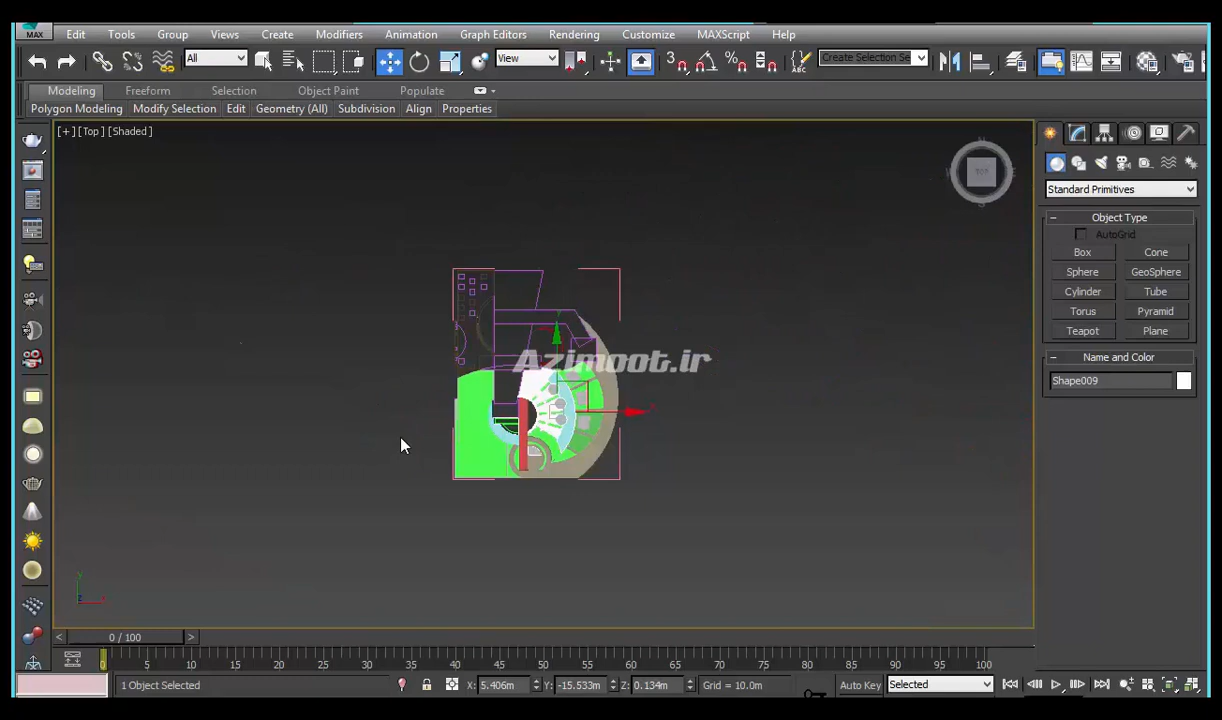 MAX Edit Tools Group Views Create Modifiers Animation Graph Editors Rendering Customize MAXScript Help
All View 3 Create Selection Se
Modeling Freeform Selection Object Paint Populate
Polygon Modeling Modify Selection Edit Geometry (All) Subdivision Align Properties
[+] [Top] [Shaded]
TOP
Standard Primitives
Object Type
AutoGrid
Box Cone
Sphere GeoSphere
Cylinder Tube
Torus Pyramid
Teapot Plane
Name and Color
Shape009
Azimoot.ir
< 0 / 100 >
0 5 10 15 20 25 30 35 40 45 50 55 60 65 70 75 80 85 90 95 100
1 Object Selected X: 5.406m Y: -15.533m Z: 0.134m Grid = 10.0m Auto Key Selected